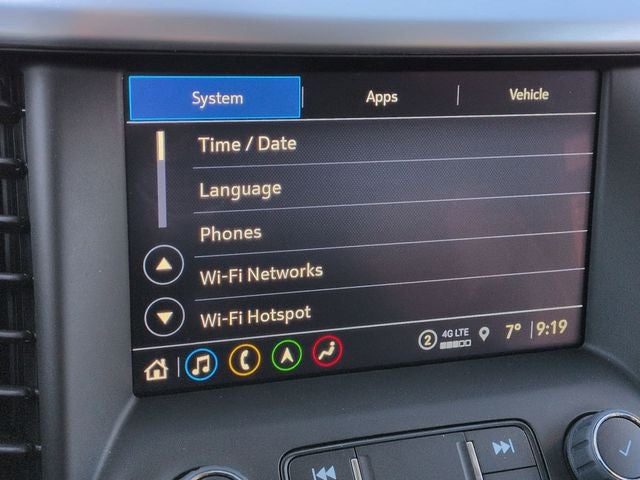 System Apps Vehicle
Time / Date
Language
Phones
Wi-Fi Networks
Wi-Fi Hotspot
2 4G LTE 7° 9:19